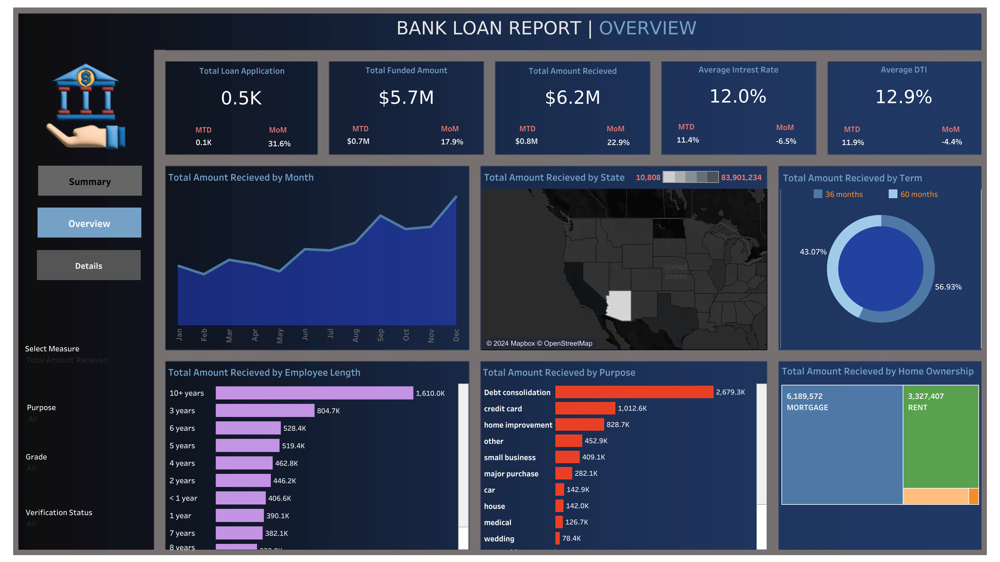 BANK LOAN REPORT | OVERVIEW
$
Summary
Overview
Details
Select Measure
Total Amount Recieved
Purpose
All
Grade
All
Verification Status
All
Total Loan Application
0.5K
MTD MoM
0.1K 31.6%
Total Funded Amount
$5.7M
MTD MoM
$0.7M 17.9%
Total Amount Recieved
$6.2M
MTD MoM
$0.8M 22.9%
Average Intrest Rate
12.0%
MTD MoM
11.4% -6.5%
Average DTI
12.9%
MTD MoM
11.9% -4.4%
Total Amount Recieved by Month
Jan Feb Mar Apr May Jun Jul Aug Sep Oct Nov Dec
Total Amount Recieved by State 10,808 83,901,234
United
States
© 2024 Mapbox © OpenStreetMap
Total Amount Recieved by Term
36 months 60 months
43.07%
56.93%
Total Amount Recieved by Employee Length
10+ years 1,610.0K
3 years 804.7K
6 years 528.4K
5 years 519.4K
4 years 462.8K
2 years 446.2K
< 1 year 406.6K
1 year 390.1K
7 years 382.1K
8 years
Total Amount Recieved by Purpose
Debt consolidation 2,679.3K
credit card 1,012.6K
home improvement 828.7K
other 452.9K
small business 409.1K
major purchase 282.1K
car 142.9K
house 142.0K
medical 126.7K
wedding 78.4K
Total Amount Recieved by Home Ownership
6,189,572
MORTGAGE
3,327,407
RENT